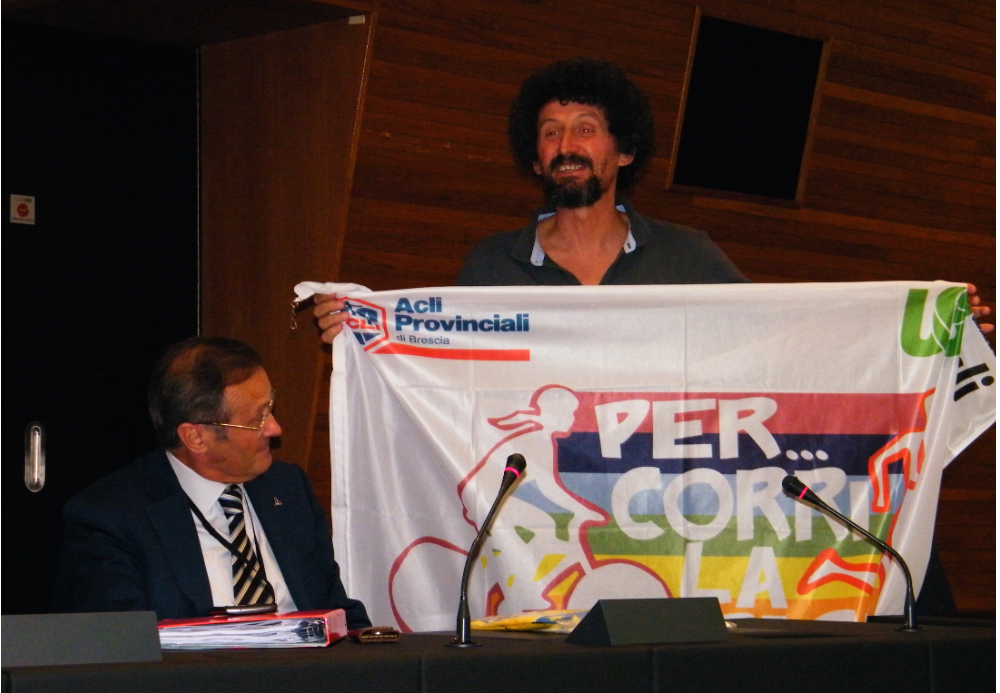 Acli
Provinciali
di Brescia
PER...
CORRI
LA